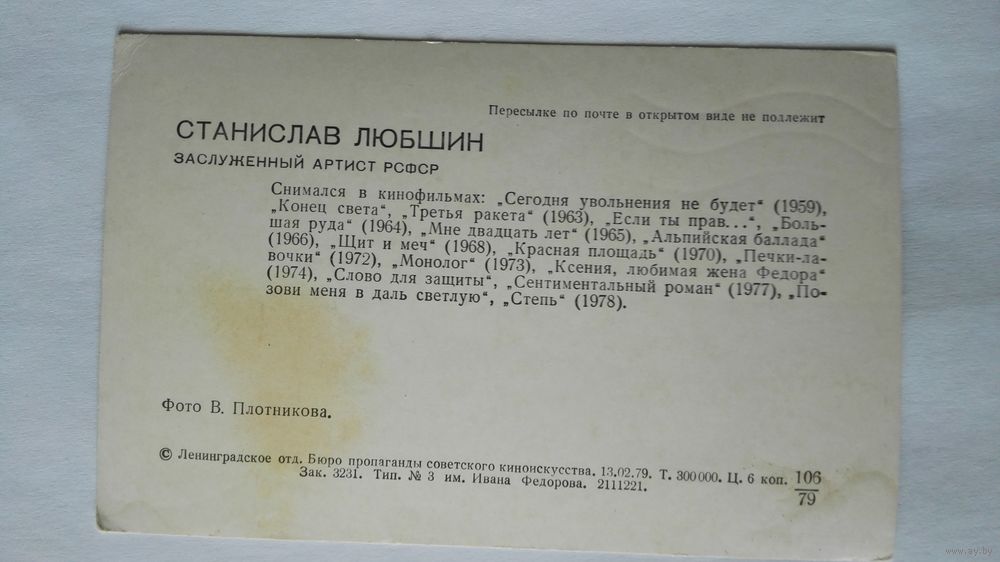 Пересылке по почте в открытом виде не подлежит
СТАНИСЛАВ ЛЮБШИН
ЗАСЛУЖЕННЫЙ АРТИСТ РСФСР
Снимался в кинофильмах: „Сегодня увольнения не будет“ (1959),
„Конец света“, „Третья ракета“ (1963), „Если ты прав...“, „Боль-
шая руда“ (1964), „Мне двадцать лет“ (1965), „Альпийская баллада“
(1966), „Щит и меч“ (1968), „Красная площадь“ (1970), „Печки-ла-
вочки“ (1972), „Монолог“ (1973), „Ксения, любимая жена Федора“
(1974), „Слово для защиты“, „Сентиментальный роман“ (1977), „По-
зови меня в даль светлую“, „Степь“ (1978).
Фото В. Плотникова.
© Ленинградское отд. Бюро пропаганды советского киноискусства. 13.02.79. Т. 300000. Ц. 6 коп.
Зак. 3231. Тип. № 3 им. Ивана Федорова. 2111221.
106
79
www.ay.by